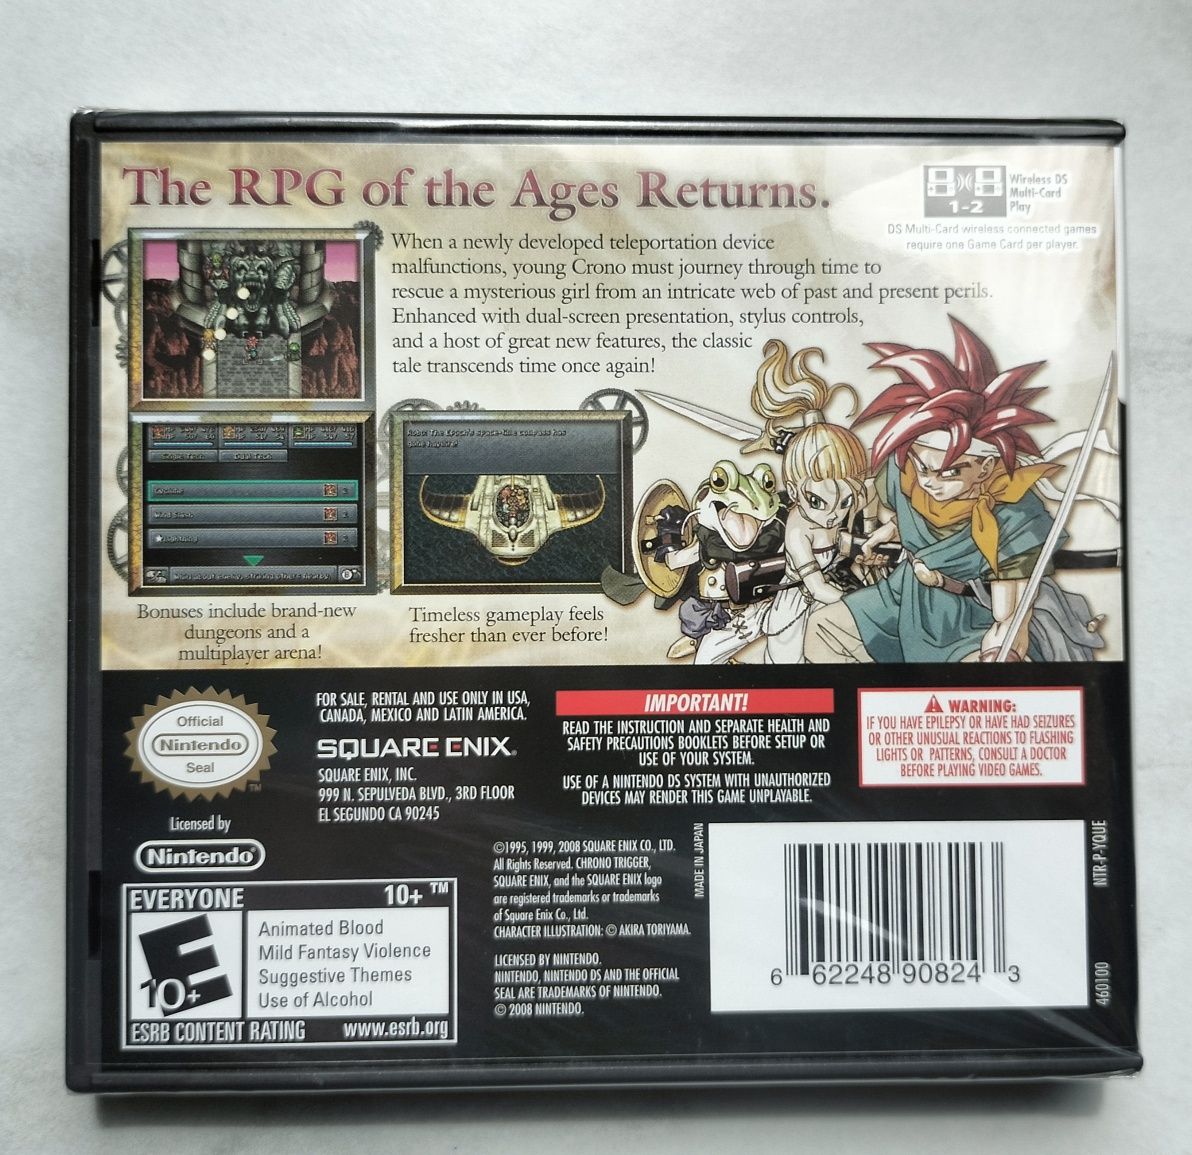 The RPG of the Ages Returns.
1-2
Wireless DS
Multi-Card
Play
DS Multi-Card wireless connected games
require one Game Card per player.
When a newly developed teleportation device
malfunctions, young Crono must journey through time to
rescue a mysterious girl from an intricate web of past and present perils.
Enhanced with dual-screen presentation, stylus controls,
and a host of great new features, the classic
tale transcends time once again!
Single Tech
Dual Tech
Cyclone
Wind Slash
Lightning
Robo: The Epoch's space-time compass has
gone haywire!
Bonuses include brand-new
dungeons and a
multiplayer arena!
Timeless gameplay feels
fresher than ever before!
Official
Nintendo
Seal
TM
Licensed by
Nintendo
FOR SALE, RENTAL AND USE ONLY IN USA,
CANADA, MEXICO AND LATIN AMERICA.
SQUARE ENIX®
SQUARE ENIX, INC.
999 N. SEPULVEDA BLVD., 3RD FLOOR
EL SEGUNDO CA 90245
IMPORTANT!
READ THE INSTRUCTION AND SEPARATE HEALTH AND
SAFETY PRECAUTIONS BOOKLETS BEFORE SETUP OR
USE OF YOUR SYSTEM.
USE OF A NINTENDO DS SYSTEM WITH UNAUTHORIZED
DEVICES MAY RENDER THIS GAME UNPLAYABLE.
WARNING:
IF YOU HAVE EPILEPSY OR HAVE HAD SEIZURES
OR OTHER UNUSUAL REACTIONS TO FLASHING
LIGHTS OR PATTERNS, CONSULT A DOCTOR
BEFORE PLAYING VIDEO GAMES.
EVERYONE 10+ ™
E
10+
Animated Blood
Mild Fantasy Violence
Suggestive Themes
Use of Alcohol
ESRB CONTENT RATING www.esrb.org
©1995, 1999, 2008 SQUARE ENIX CO., LTD.
All Rights Reserved. CHRONO TRIGGER,
SQUARE ENIX, and the SQUARE ENIX logo
are registered trademarks or trademarks
of Square Enix Co., Ltd.
CHARACTER ILLUSTRATION: © AKIRA TORIYAMA.
LICENSED BY NINTENDO.
NINTENDO, NINTENDO DS AND THE OFFICIAL
SEAL ARE TRADEMARKS OF NINTENDO.
© 2008 NINTENDO.
MADE IN JAPAN
6 62248 90824 3
NTR-P-YQUE
460100